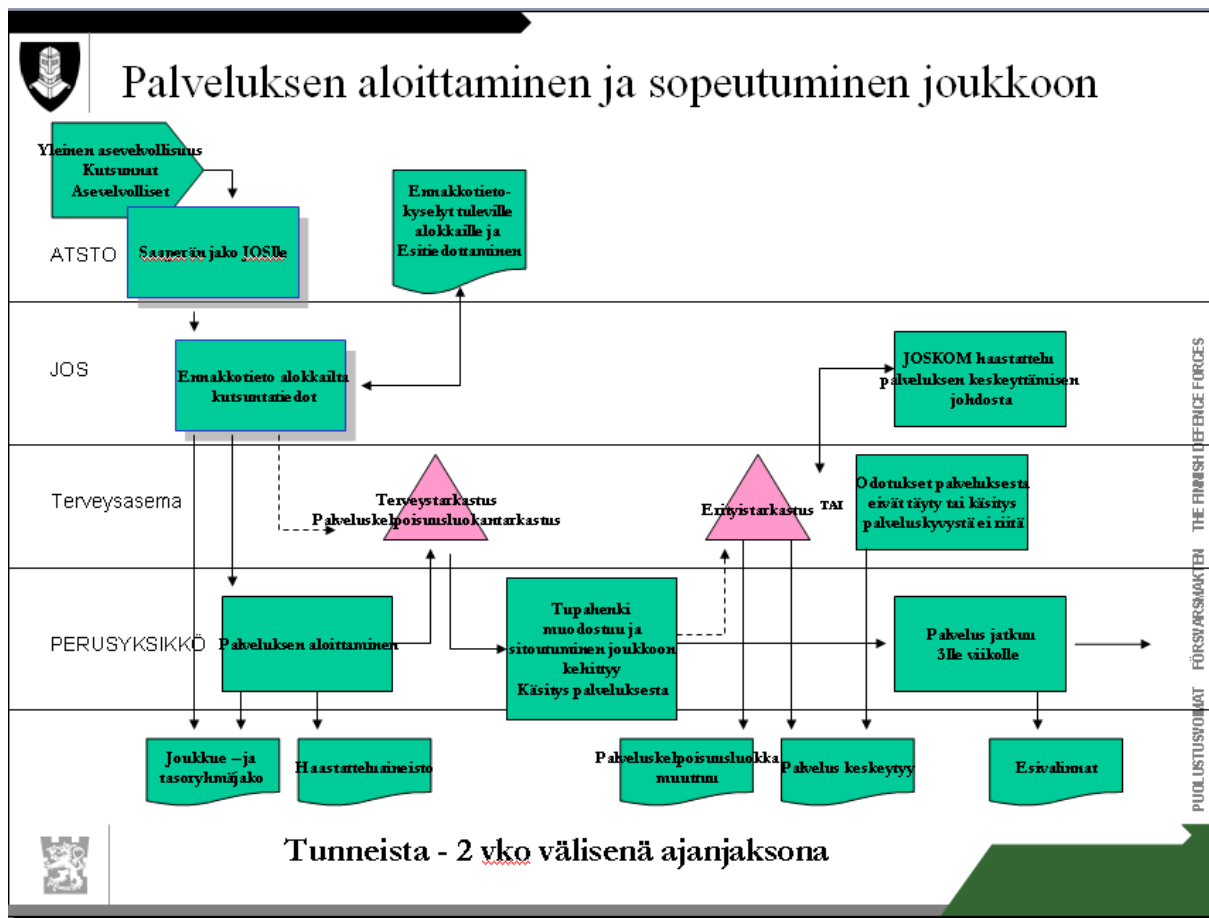 Palveluksen aloittaminen ja sopeutuminen joukkoon
Yleinen asevelvollisuus
Kutsunnat
Asevelvolliset
Ennakkotieto-
kyselyt tuleville
alokkaille ja
Esitiedottaminen
ATSTO
Saaperän jako JOSlle
JOS
Ennakkotieto alokkailta
kutsuntatiedot
JOSKOM haastattelu
palveluksen keskeyttämisen
johdosta
Terveysasema
Terveystarkastus
Palveluskelpoisuusluokantarkastus
Erityistarkastus
TAI
Odotukset palveluksesta
eivät täyty tai käsitys
palveluskyvystä ei riitä
PERUSYKSIKKÖ
Palveluksen aloittaminen
Tupahenki
muodostuu ja
sitoutuminen joukkoon
kehittyy
Käsitys palveluksesta
Palvelus jatkuu
3lle viikolle
Joukkue –ja
tasoryhmäjako
Haastatteluaineisto
Palveluskelpoisuusluokka
muuttuu
Palvelus keskeytyy
Esivalinnat
Tunneista - 2 vko välisenä ajanjaksona
PUOLUSTUSVOIMAT FÖRSVARSMAKTEN THE FINNISH DEFENCE FORCES